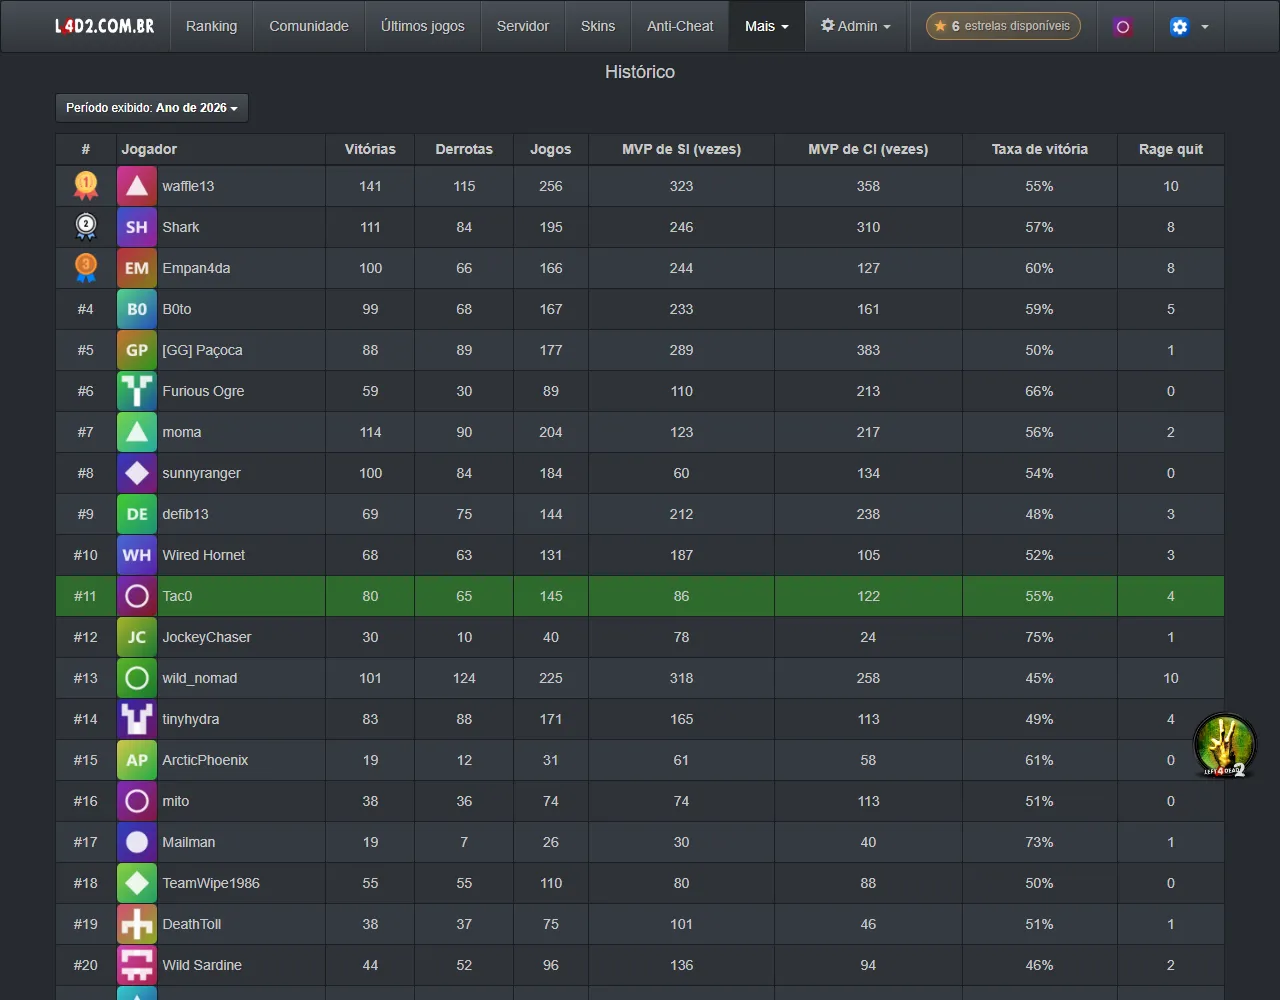 L4D2.COM.BR Ranking Comunidade Últimos jogos Servidor Skins Anti-Cheat Mais Admin 6 estrelas disponíveis
Histórico
Período exibido: Ano de 2026
# Jogador Vitórias Derrotas Jogos MVP de SI (vezes) MVP de CI (vezes) Taxa de vitória Rage quit
1 waffle13 141 115 256 323 358 55% 10
2 SH Shark 111 84 195 246 310 57% 8
3 EM Empan4da 100 66 166 244 127 60% 8
#4 B0 B0to 99 68 167 233 161 59% 5
#5 GP [GG] Paçoca 88 89 177 289 383 50% 1
#6 Furious Ogre 59 30 89 110 213 66% 0
#7 moma 114 90 204 123 217 56% 2
#8 sunnyranger 100 84 184 60 134 54% 0
#9 DE defib13 69 75 144 212 238 48% 3
#10 WH Wired Hornet 68 63 131 187 105 52% 3
#11 Tac0 80 65 145 86 122 55% 4
#12 JC JockeyChaser 30 10 40 78 24 75% 1
#13 wild_nomad 101 124 225 318 258 45% 10
#14 tinyhydra 83 88 171 165 113 49% 4
#15 AP ArcticPhoenix 19 12 31 61 58 61% 0
LEFT4DEAD2
#16 mito 38 36 74 74 113 51% 0
#17 Mailman 19 7 26 30 40 73% 1
#18 TeamWipe1986 55 55 110 80 88 50% 0
#19 DeathToll 38 37 75 101 46 51% 1
#20 Wild Sardine 44 52 96 136 94 46% 2